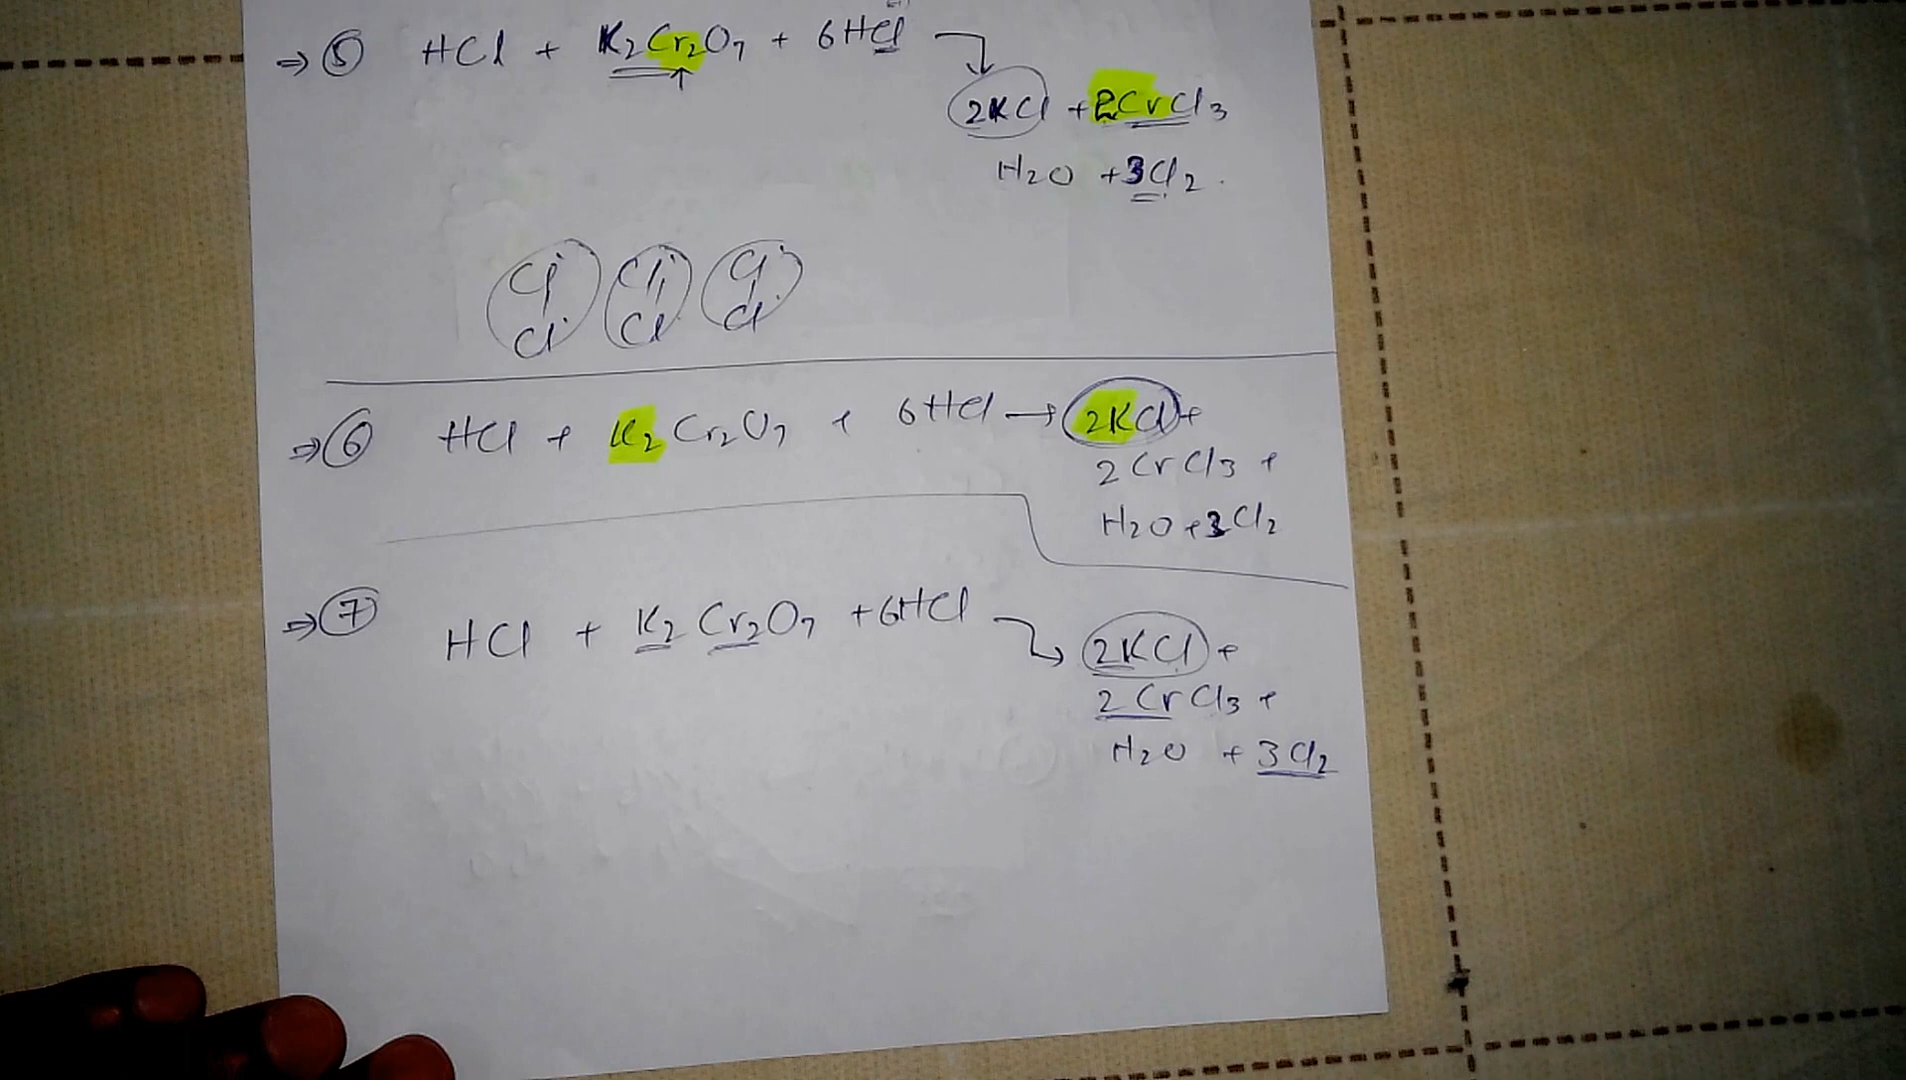 ⇒ ⑤ HCl + K2Cr2O7 + 6HCl →
2KCl + 2CrCl3
H2O + 3Cl2.
Cl Cl Cl
Cl Cl Cl
⇒ ⑥ HCl + K2Cr2O7 + 6HCl → 2KCl +
2CrCl3 +
H2O + 3Cl2
⇒ ⑦ HCl + K2Cr2O7 + 6HCl → 2KCl +
2CrCl3 +
H2O + 3Cl2